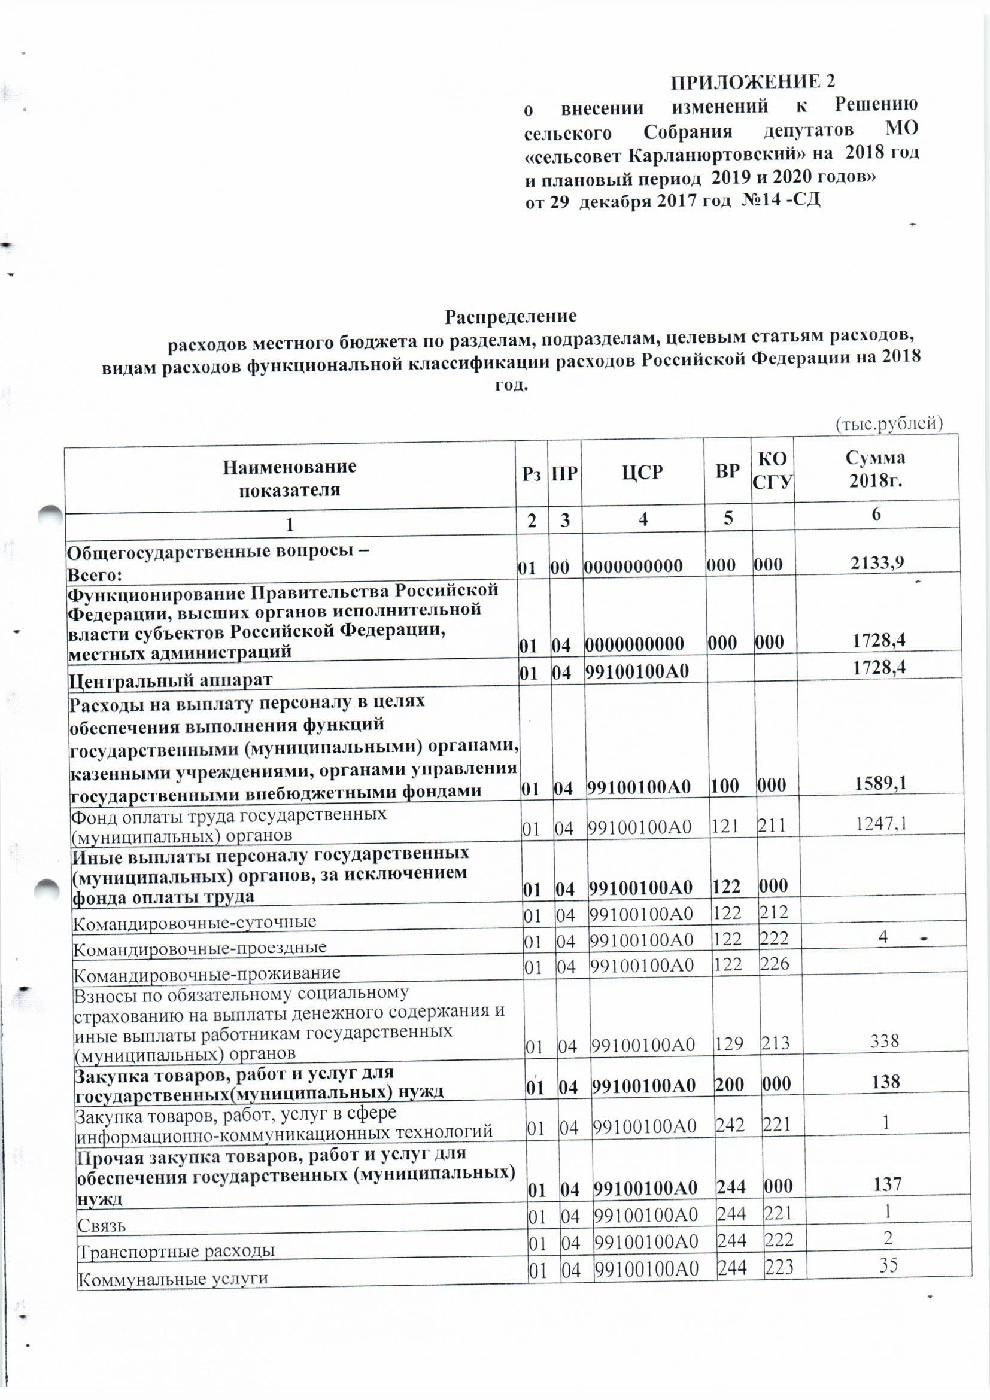 ПРИЛОЖЕНИЕ 2
о внесении изменений к Решению
сельского Собрания депутатов МО
«сельсовет Карланюртовский» на 2018 год
и плановый период 2019 и 2020 годов»
от 29 декабря 2017 год №14 -СД
Распределение
расходов местного бюджета по разделам, подразделам, целевым статьям расходов,
видам расходов функциональной классификации расходов Российской Федерации на 2018
год.
(тыс.рублей)
Наименование
показателя
Рз ПР ЦСР ВР КО
СГУ
Сумма
2018г.
1 2 3 4 5 6
Общегосударственные вопросы –
Всего: 01 00 0000000000 000 000 2133,9
Функционирование Правительства Российской
Федерации, высших органов исполнительной
власти субъектов Российской Федерации,
местных администраций 01 04 0000000000 000 000 1728,4
Центральный аппарат 01 04 99100100А0 1728,4
Расходы на выплату персоналу в целях
обеспечения выполнения функций
государственными (муниципальными) органами,
казенными учреждениями, органами управления
государственными внебюджетными фондами 01 04 99100100А0 100 000 1589,1
Фонд оплаты труда государственных
(муниципальных) органов 01 04 99100100А0 121 211 1247,1
Иные выплаты персоналу государственных
(муниципальных) органов, за исключением
фонда оплаты труда 01 04 99100100А0 122 000
Командировочные-суточные 01 04 99100100А0 122 212
Командировочные-проездные 01 04 99100100А0 122 222 4
Командировочные-проживание 01 04 99100100А0 122 226
Взносы по обязательному социальному
страхованию на выплаты денежного содержания и
иные выплаты работникам государственных
(муниципальных) органов 01 04 99100100А0 129 213 338
Закупка товаров, работ и услуг для
государственных(муниципальных) нужд 01 04 99100100А0 200 000 138
Закупка товаров, работ, услуг в сфере
информационно-коммуникационных технологий 01 04 99100100А0 242 221 1
Прочая закупка товаров, работ и услуг для
обеспечения государственных (муниципальных)
нужд 01 04 99100100А0 244 000 137
Связь 01 04 99100100А0 244 221 1
Транспортные расходы 01 04 99100100А0 244 222 2
Коммунальные услуги 01 04 99100100А0 244 223 35